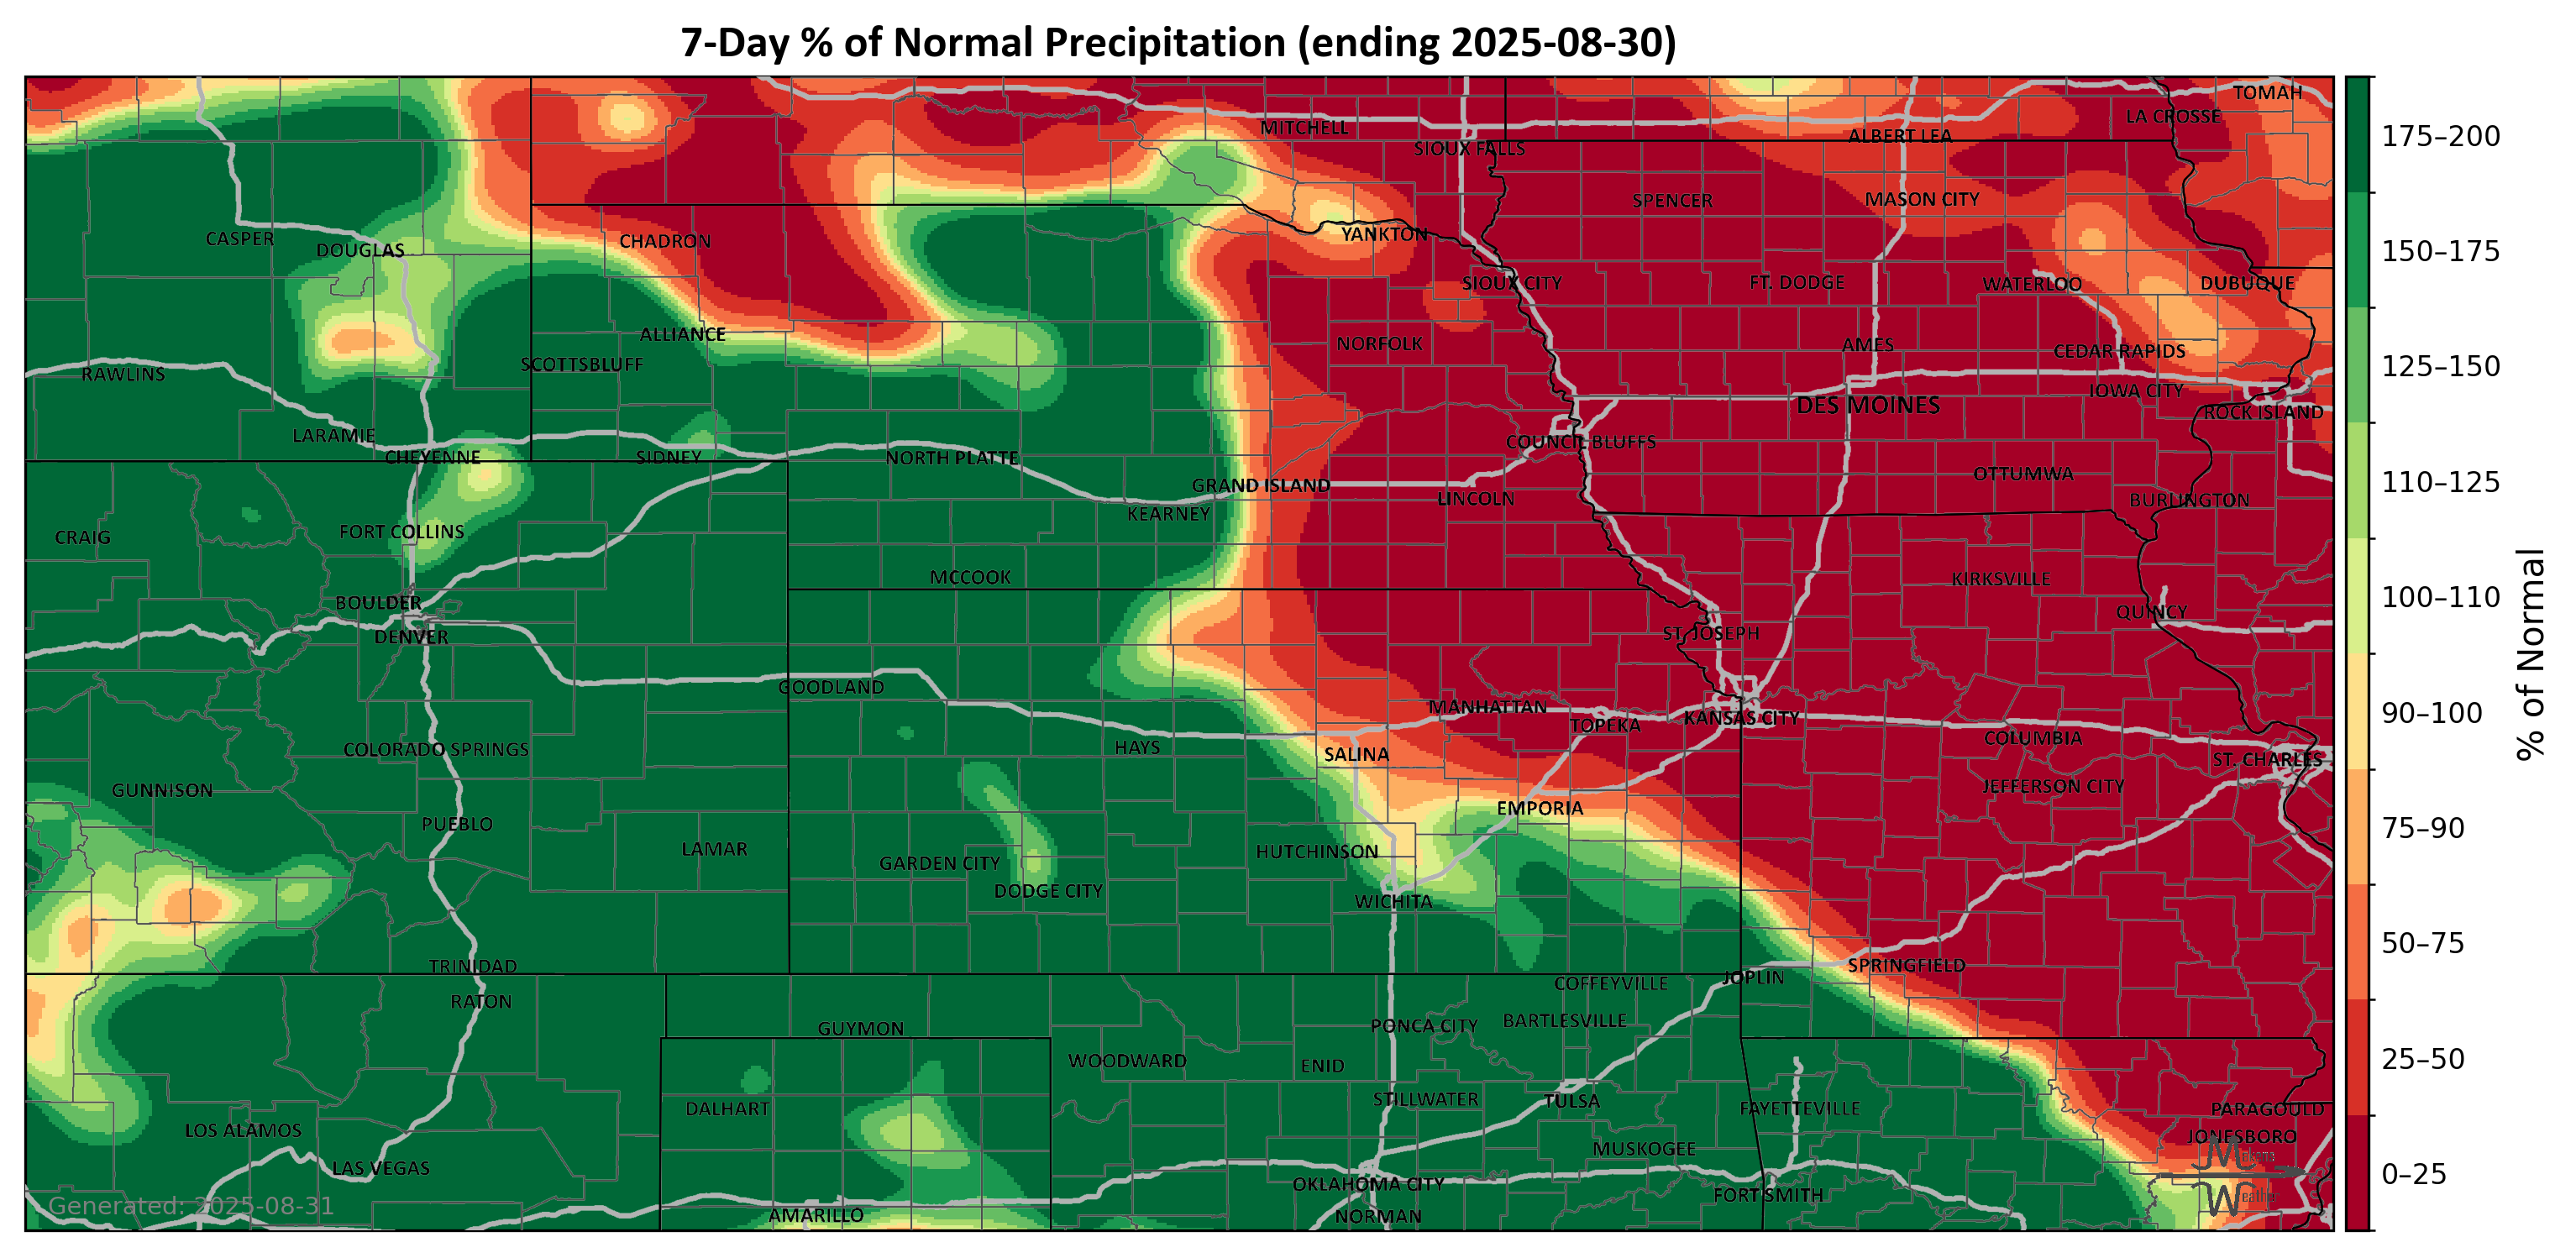 7-Day % of Normal Precipitation (ending 2025-08-30)
TOMAH
LA CROSSE
MITCHELL
ALBERT LEA
SIOUX FALLS
SPENCER
MASON CITY
CASPER
DOUGLAS
CHADRON
YANKTON
SIOUX CITY
FT. DODGE
WATERLOO
DUBUQUE
ALLIANCE
NORFOLK
AMES
CEDAR RAPIDS
SCOTTSBLUFF
RAWLINS
IOWA CITY
DES MOINES
ROCK ISLAND
LARAMIE
COUNCIL BLUFFS
CHEYENNE
SIDNEY
NORTH PLATTE
OTTUMWA
GRAND ISLAND
LINCOLN
BURLINGTON
KEARNEY
FORT COLLINS
CRAIG
MCCOOK
KIRKSVILLE
BOULDER
QUINCY
DENVER
ST. JOSEPH
GOODLAND
MANHATTAN
TOPEKA
KANSAS CITY
COLUMBIA
COLORADO SPRINGS
HAYS
SALINA
ST. CHARLES
GUNNISON
JEFFERSON CITY
EMPORIA
PUEBLO
LAMAR
HUTCHINSON
GARDEN CITY
DODGE CITY
WICHITA
TRINIDAD
SPRINGFIELD
JOPLIN
COFFEYVILLE
RATON
GUYMON
PONCA CITY
BARTLESVILLE
WOODWARD
ENID
DALHART
STILLWATER
TULSA
FAYETTEVILLE
PARAGOULD
LOS ALAMOS
JONESBORO
MUSKOGEE
LAS VEGAS
OKLAHOMA CITY
FORT SMITH
AMARILLO
NORMAN
Generated: 2025-08-31
Makens
Weather
175–200
150–175
125–150
110–125
100–110
90–100
75–90
50–75
25–50
0–25
% of Normal